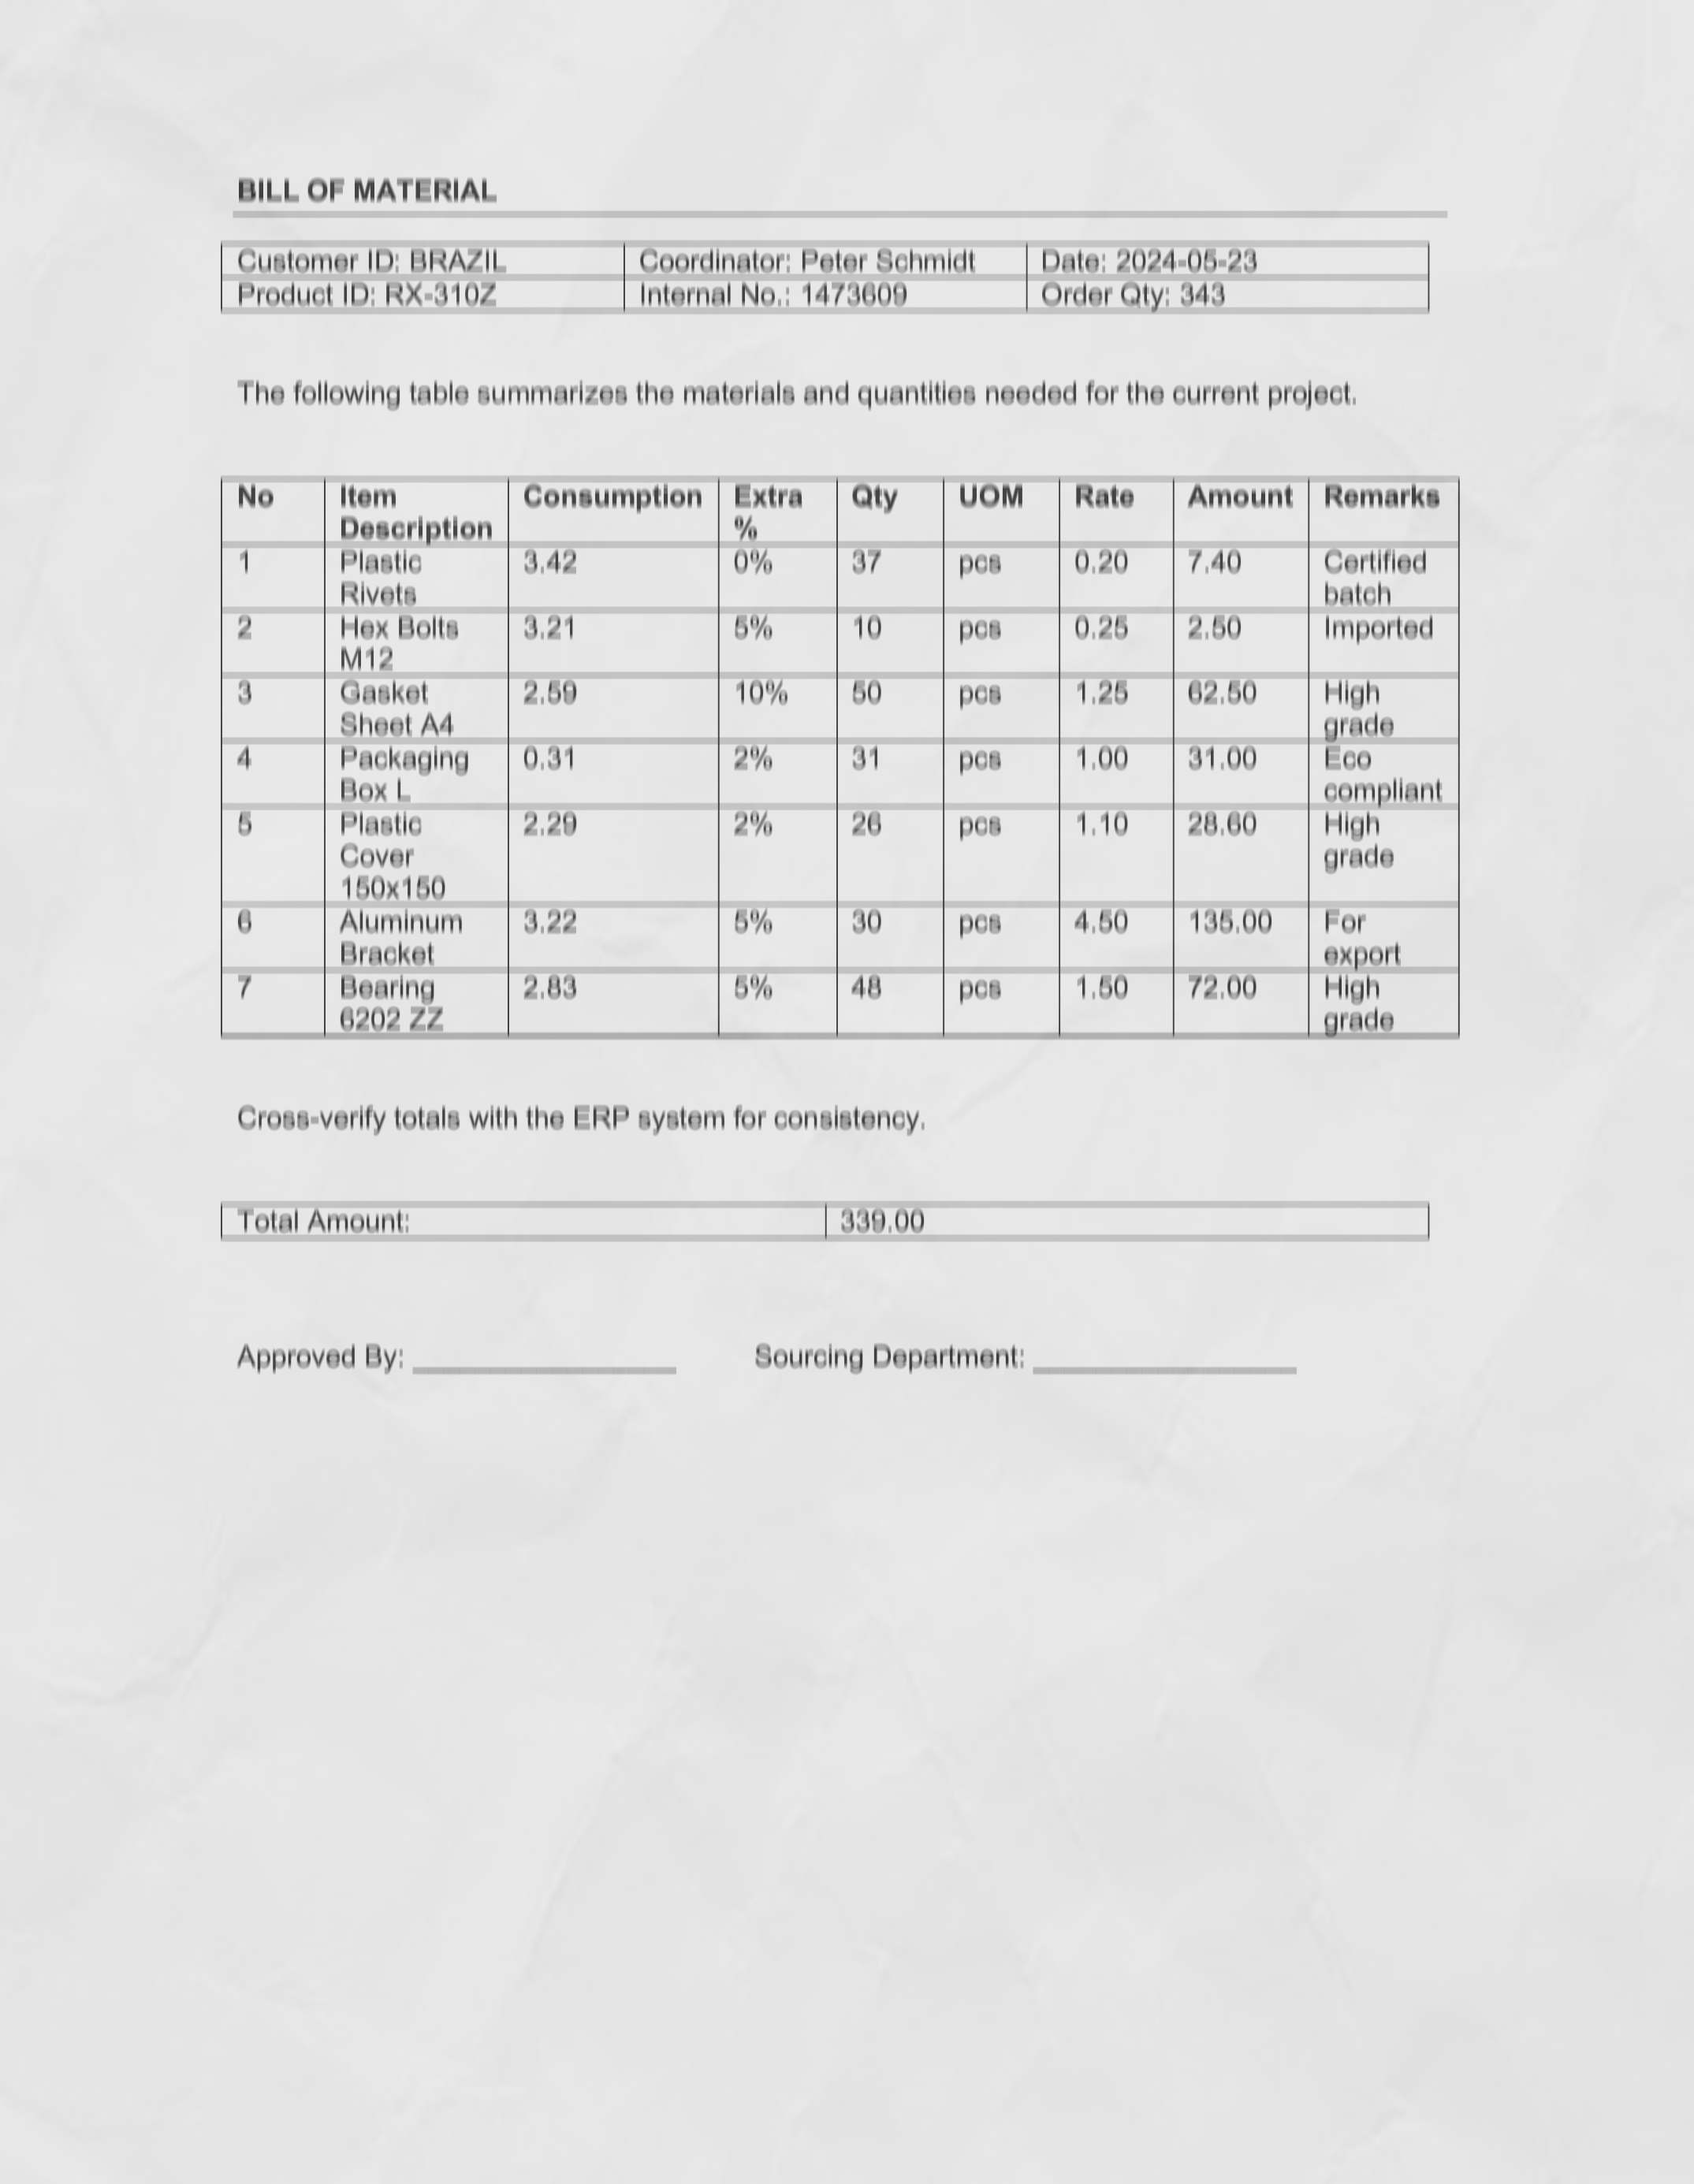 BILL OF MATERIAL
Customer ID: BRAZIL Coordinator: Peter Schmidt Date: 2024-05-23
Product ID: RX-310Z Internal No.: 1473609 Order Qty: 343
The following table summarizes the materials and quantities needed for the current project.
No Item Description Consumption Extra % Qty UOM Rate Amount Remarks
1 Plastic Rivets 3.42 0% 37 pcs 0.20 7.40 Certified batch
2 Hex Bolts M12 3.21 5% 10 pcs 0.25 2.50 Imported
3 Gasket Sheet A4 2.59 10% 50 pcs 1.25 62.50 High grade
4 Packaging Box L 0.31 2% 31 pcs 1.00 31.00 Eco compliant
5 Plastic Cover 150x150 2.29 2% 26 pcs 1.10 28.60 High grade
6 Aluminum Bracket 3.22 5% 30 pcs 4.50 135.00 For export
7 Bearing 6202 ZZ 2.83 5% 48 pcs 1.50 72.00 High grade
Cross-verify totals with the ERP system for consistency.
Total Amount: 339.00
Approved By: Sourcing Department: